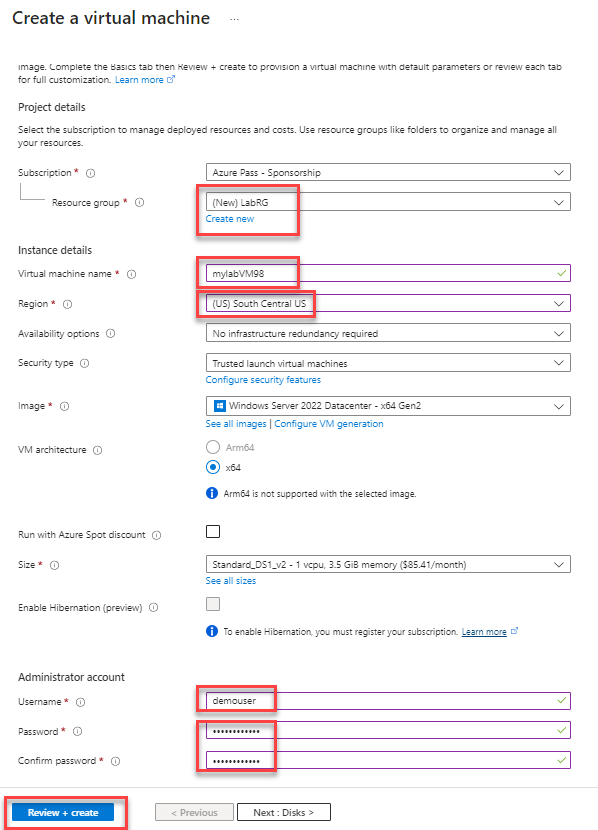 Create a virtual machine ...
image. Complete the Basics tab then Review + create to provision a virtual machine with default parameters or review each tab
for full customization. Learn more
Project details
Select the subscription to manage deployed resources and costs. Use resource groups like folders to organize and manage all
your resources.
Subscription * Azure Pass - Sponsorship
Resource group * (New) LabRG
Create new
Instance details
Virtual machine name * mylabVM98
Region * (US) South Central US
Availability options No infrastructure redundancy required
Security type Trusted launch virtual machines
Configure security features
Image * Windows Server 2022 Datacenter - x64 Gen2
See all images | Configure VM generation
VM architecture Arm64
x64
Arm64 is not supported with the selected image.
Run with Azure Spot discount
Size * Standard_DS1_v2 - 1 vcpu, 3.5 GiB memory ($85.41/month)
See all sizes
Enable Hibernation (preview)
To enable Hibernation, you must register your subscription. Learn more
Administrator account
Username * demouser
Password * ••••••••••••
Confirm password * ••••••••••••
Review + create < Previous Next : Disks >